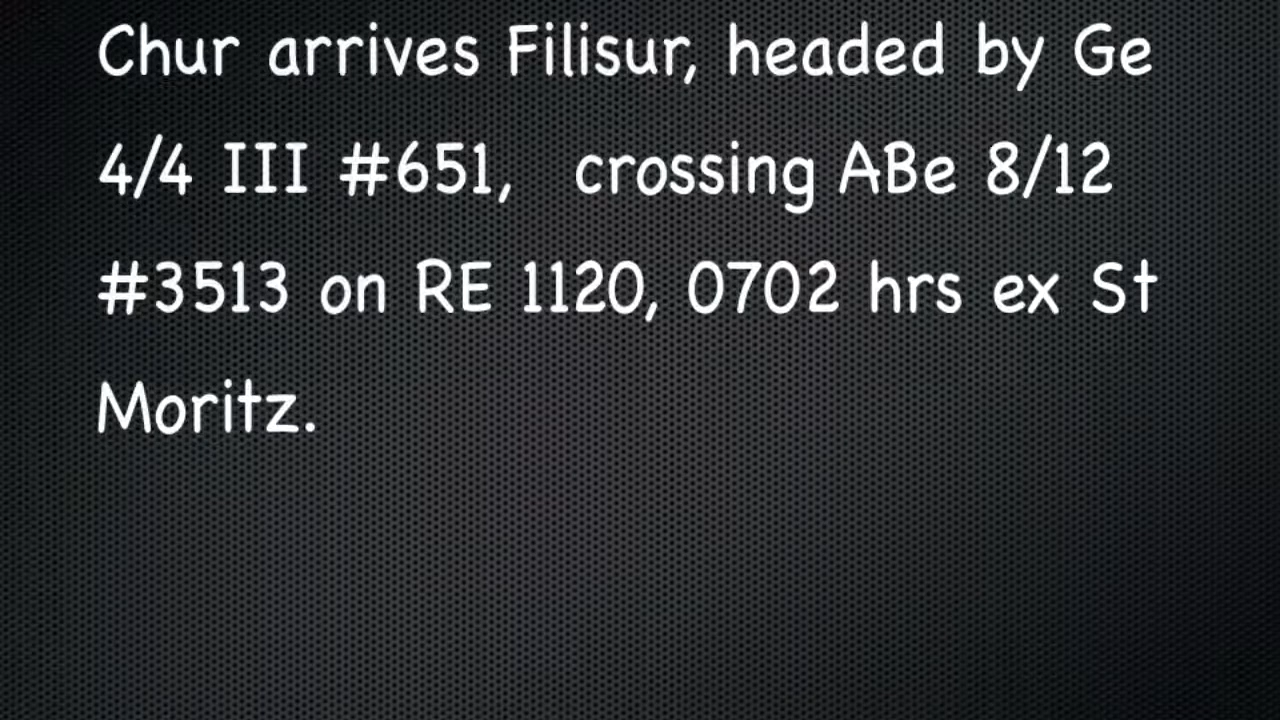 Chur arrives Filisur, headed by Ge
4/4 III #651, crossing ABe 8/12
#3513 on RE 1120, 0702 hrs ex St
Moritz.